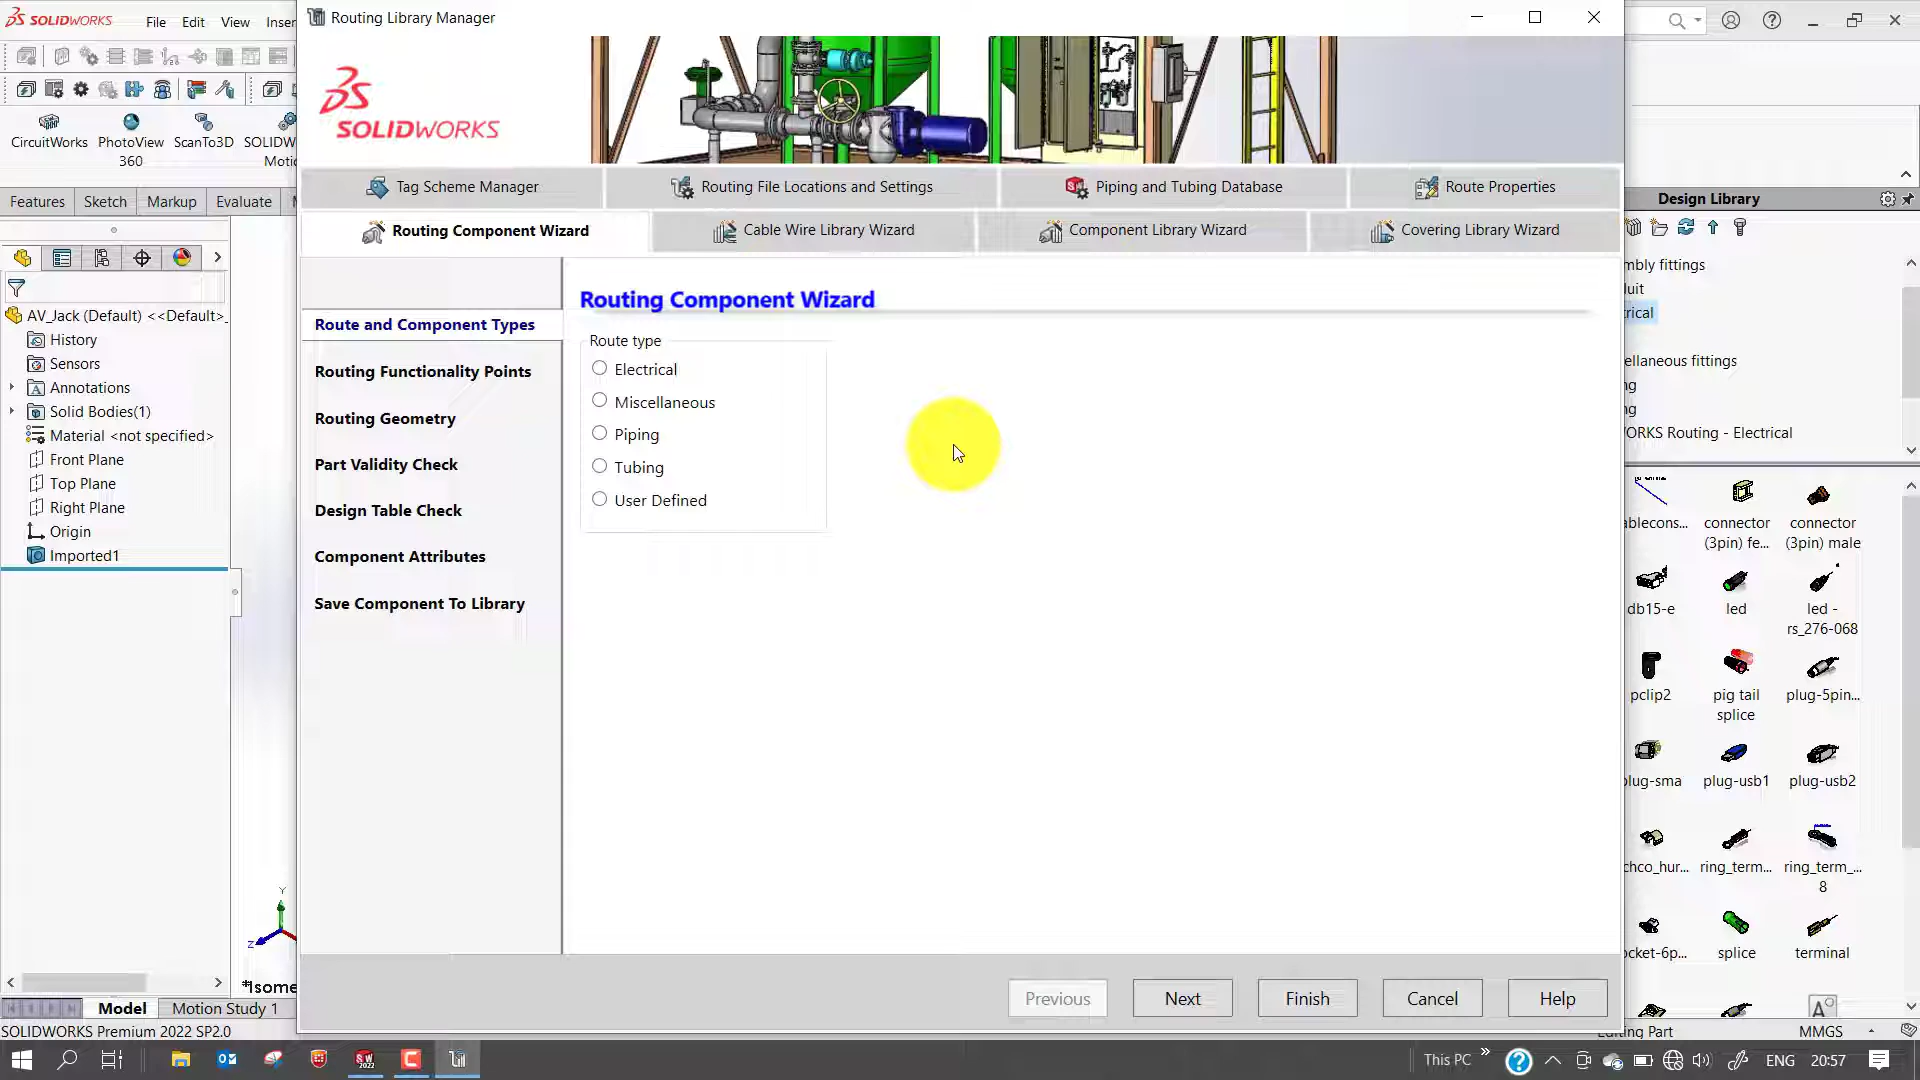 SOLIDWORKS
File Edit View Inser
Routing Library Manager
SOLIDWORKS
CircuitWorks PhotoView 360 ScanTo3D SOLIDW Motic
Tag Scheme Manager
Routing File Locations and Settings
Piping and Tubing Database
Route Properties
Features Sketch Markup Evaluate
Design Library
Routing Component Wizard
Cable Wire Library Wizard
Component Library Wizard
Covering Library Wizard
AV_Jack (Default) <<Default>_
History
Sensors
Annotations
Solid Bodies(1)
Material <not specified>
Front Plane
Top Plane
Right Plane
Origin
Imported1
Route and Component Types
Routing Functionality Points
Routing Geometry
Part Validity Check
Design Table Check
Component Attributes
Save Component To Library
Routing Component Wizard
Route type
Electrical
Miscellaneous
Piping
Tubing
User Defined
mbly fittings
uit
rical
ellaneous fittings
ng
ng
ORKS Routing - Electrical
ablecons...
connector (3pin) fe...
connector (3pin) male
db15-e
led
led - rs_276-068
pclip2
pig tail splice
plug-5pin...
lug-sma
plug-usb1
plug-usb2
chco_hur...
ring_term...
ring_term_... 8
ocket-6p...
splice
terminal
Y
Z
*Isome
Previous
Next
Finish
Cancel
Help
Model Motion Study 1
SOLIDWORKS Premium 2022 SP2.0
Editing Part
MMGS
This PC
ENG
20:57